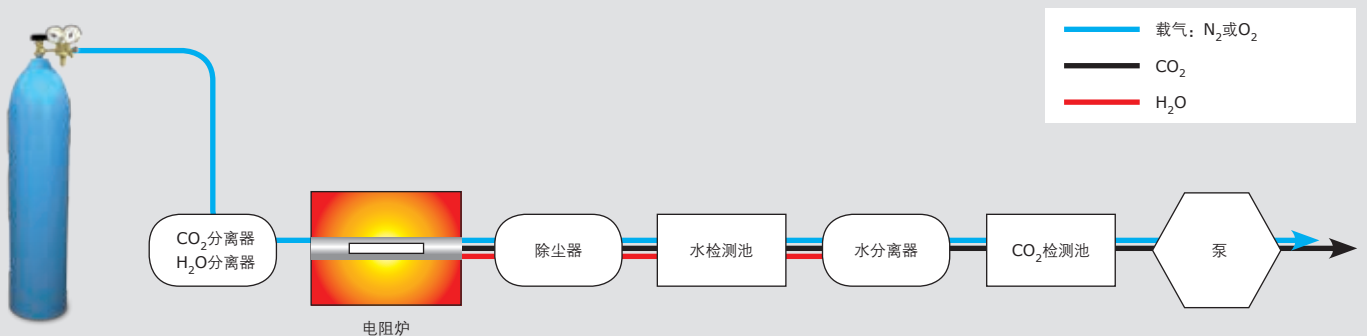 载气：N₂或O₂
CO₂
H₂O
CO₂分离器
H₂O分离器
电阻炉
除尘器
水检测池
水分离器
CO₂检测池
泵